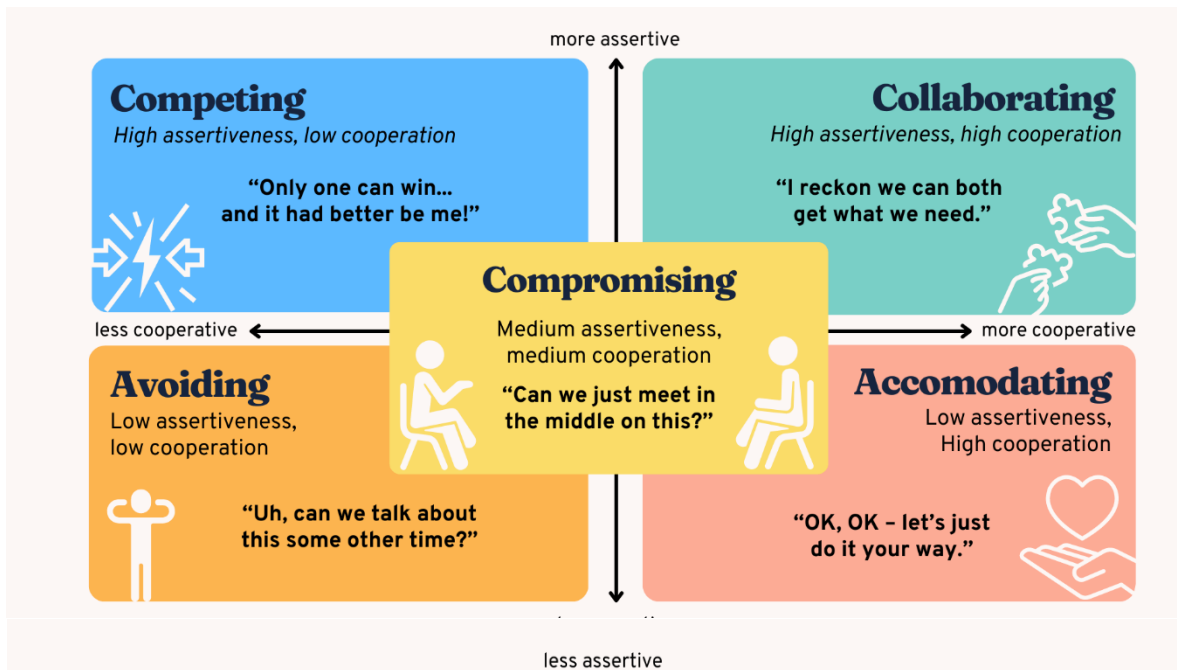 more assertive
Competing
High assertiveness, low cooperation
“Only one can win...
and it had better be me!”
Collaborating
High assertiveness, high cooperation
“I reckon we can both
get what we need.”
less cooperative
Compromising
Medium assertiveness,
medium cooperation
“Can we just meet in
the middle on this?”
more cooperative
Avoiding
Low assertiveness,
low cooperation
“Uh, can we talk about
this some other time?”
Accomodating
Low assertiveness,
High cooperation
“OK, OK – let’s just
do it your way.”
less assertive